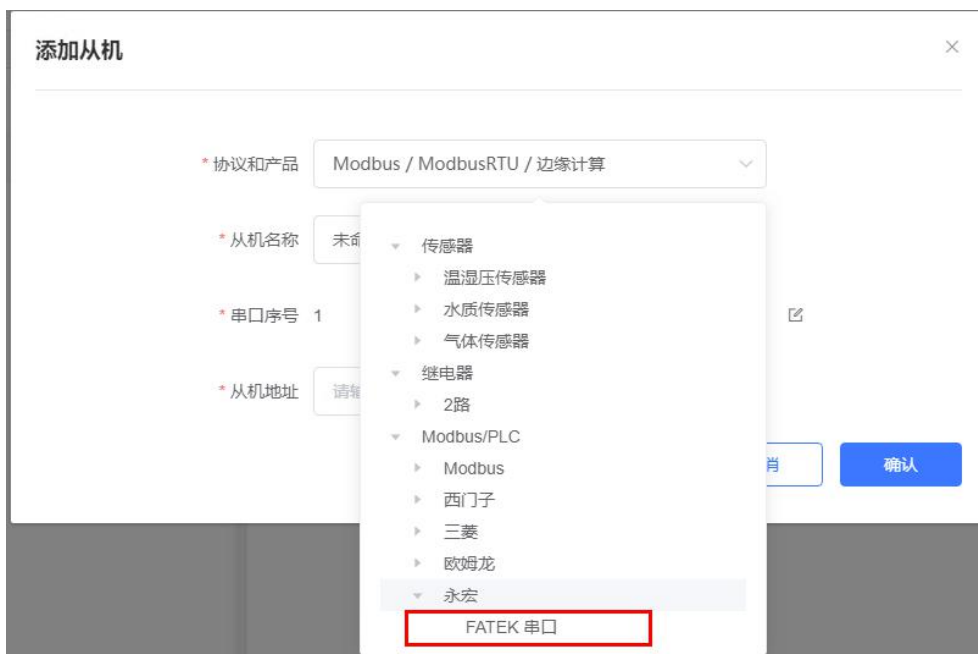 添加从机
* 协议和产品 Modbus / ModbusRTU / 边缘计算
* 从机名称 未
传感器
温湿压传感器
* 串口序号 1
水质传感器
气体传感器
继电器
* 从机地址 请
2路
Modbus/PLC
Modbus
消 确认
西门子
三菱
欧姆龙
永宏
FATEK 串口